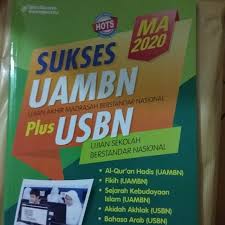 HOTS
MA
2020
SUKSES
UAMBN
UJIAN AKHIR MADRASAH BERSTANDAR NASIONAL
Plus USBN
UJIAN SEKOLAH
BERSTANDAR NASIONAL
• Al-Qur'an Hadis (UAMBN)
• Fikih (UAMBN)
• Sejarah Kebudayaan
Islam (UAMBN)
• Akidah Akhlak (USBN)
• Bahasa Arab (USBN)